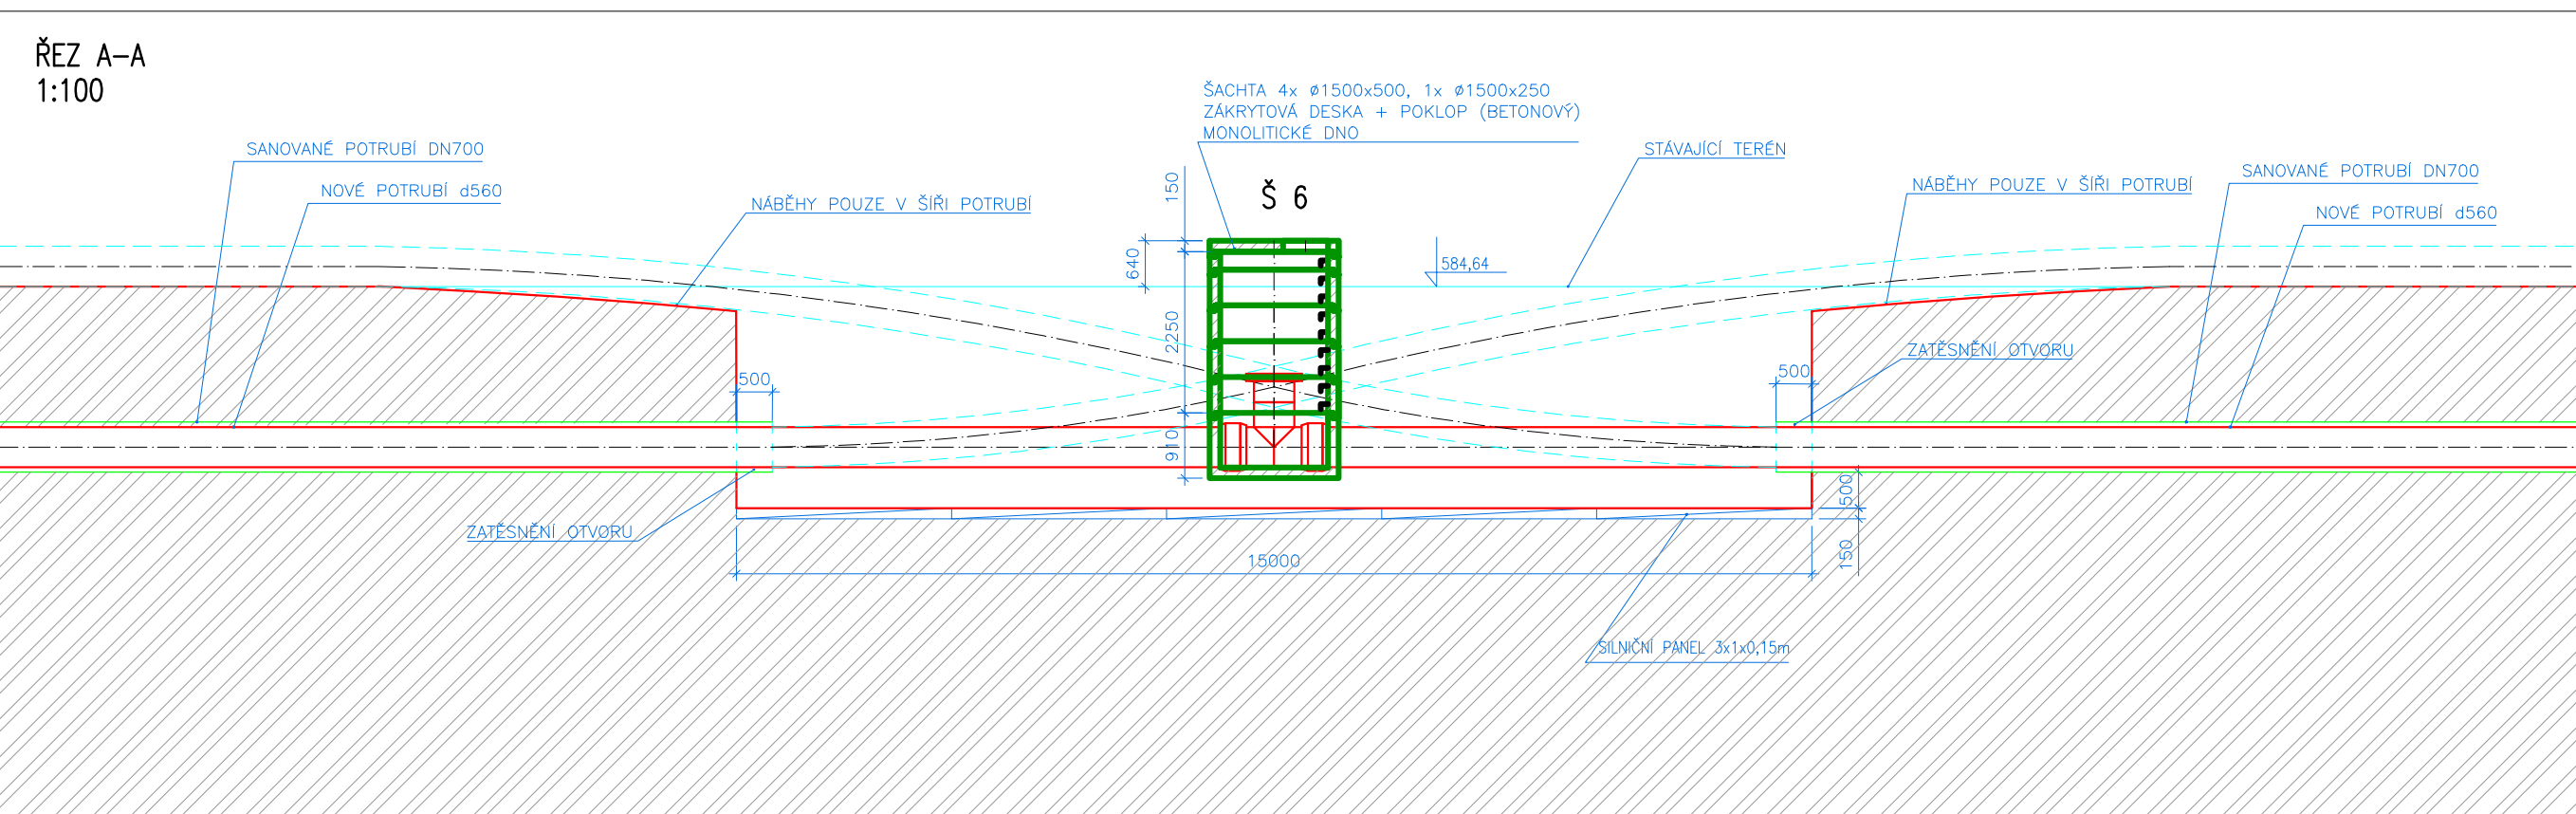 ŘEZ A–A
1:100
ŠACHTA 4x ø1500x500, 1x ø1500x250
ZÁKRYTOVÁ DESKA + POKLOP (BETONOVÝ)
MONOLITICKÉ DNO
SANOVANÉ POTRUBÍ DN700
NOVÉ POTRUBÍ d560
NÁBĚHY POUZE V ŠÍŘI POTRUBÍ
150
Š 6
STÁVAJÍCÍ TERÉN
SANOVANÉ POTRUBÍ DN700
NÁBĚHY POUZE V ŠÍŘI POTRUBÍ
NOVÉ POTRUBÍ d560
640
584,64
2250
ZATĚSNĚNÍ OTVORU
500
500
910
500
ZATĚSNĚNÍ OTVORU
150
15000
SILNIČNÍ PANEL 3x1x0,15m